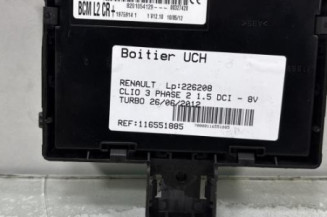 BCM L2 CR+
Boitier UCH
RENAULT Lp:226208
CLIO 3 PHASE 2 1.5 DCI - 8V
TURBO 26/06/2012
REF:116551885